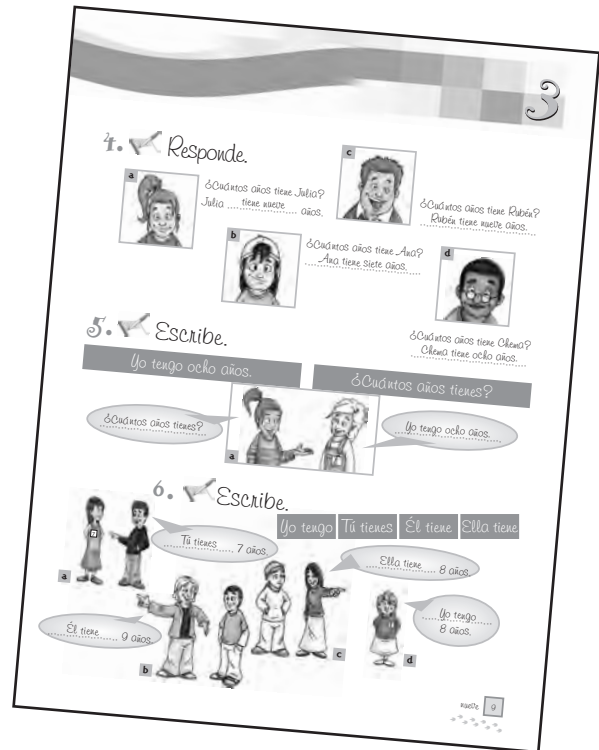 3
4. Responde.
a
¿Cuántos años tiene Julia?
Julia tiene nueve años.
b
¿Cuántos años tiene Ana?
Ana tiene siete años.
c
¿Cuántos años tiene Rubén?
Rubén tiene nueve años.
d
¿Cuántos años tiene Chema?
Chema tiene ocho años.
5. Escribe.
Yo tengo ocho años.
¿Cuántos años tienes?
¿Cuántos años tienes?
Yo tengo ocho años.
a
6. Escribe.
Yo tengo Tú tienes Él tiene Ella tiene
7
Tú tienes 7 años.
a
Él tiene 9 años.
b
Ella tiene 8 años.
c
Yo tengo
8 años.
d
nueve 9